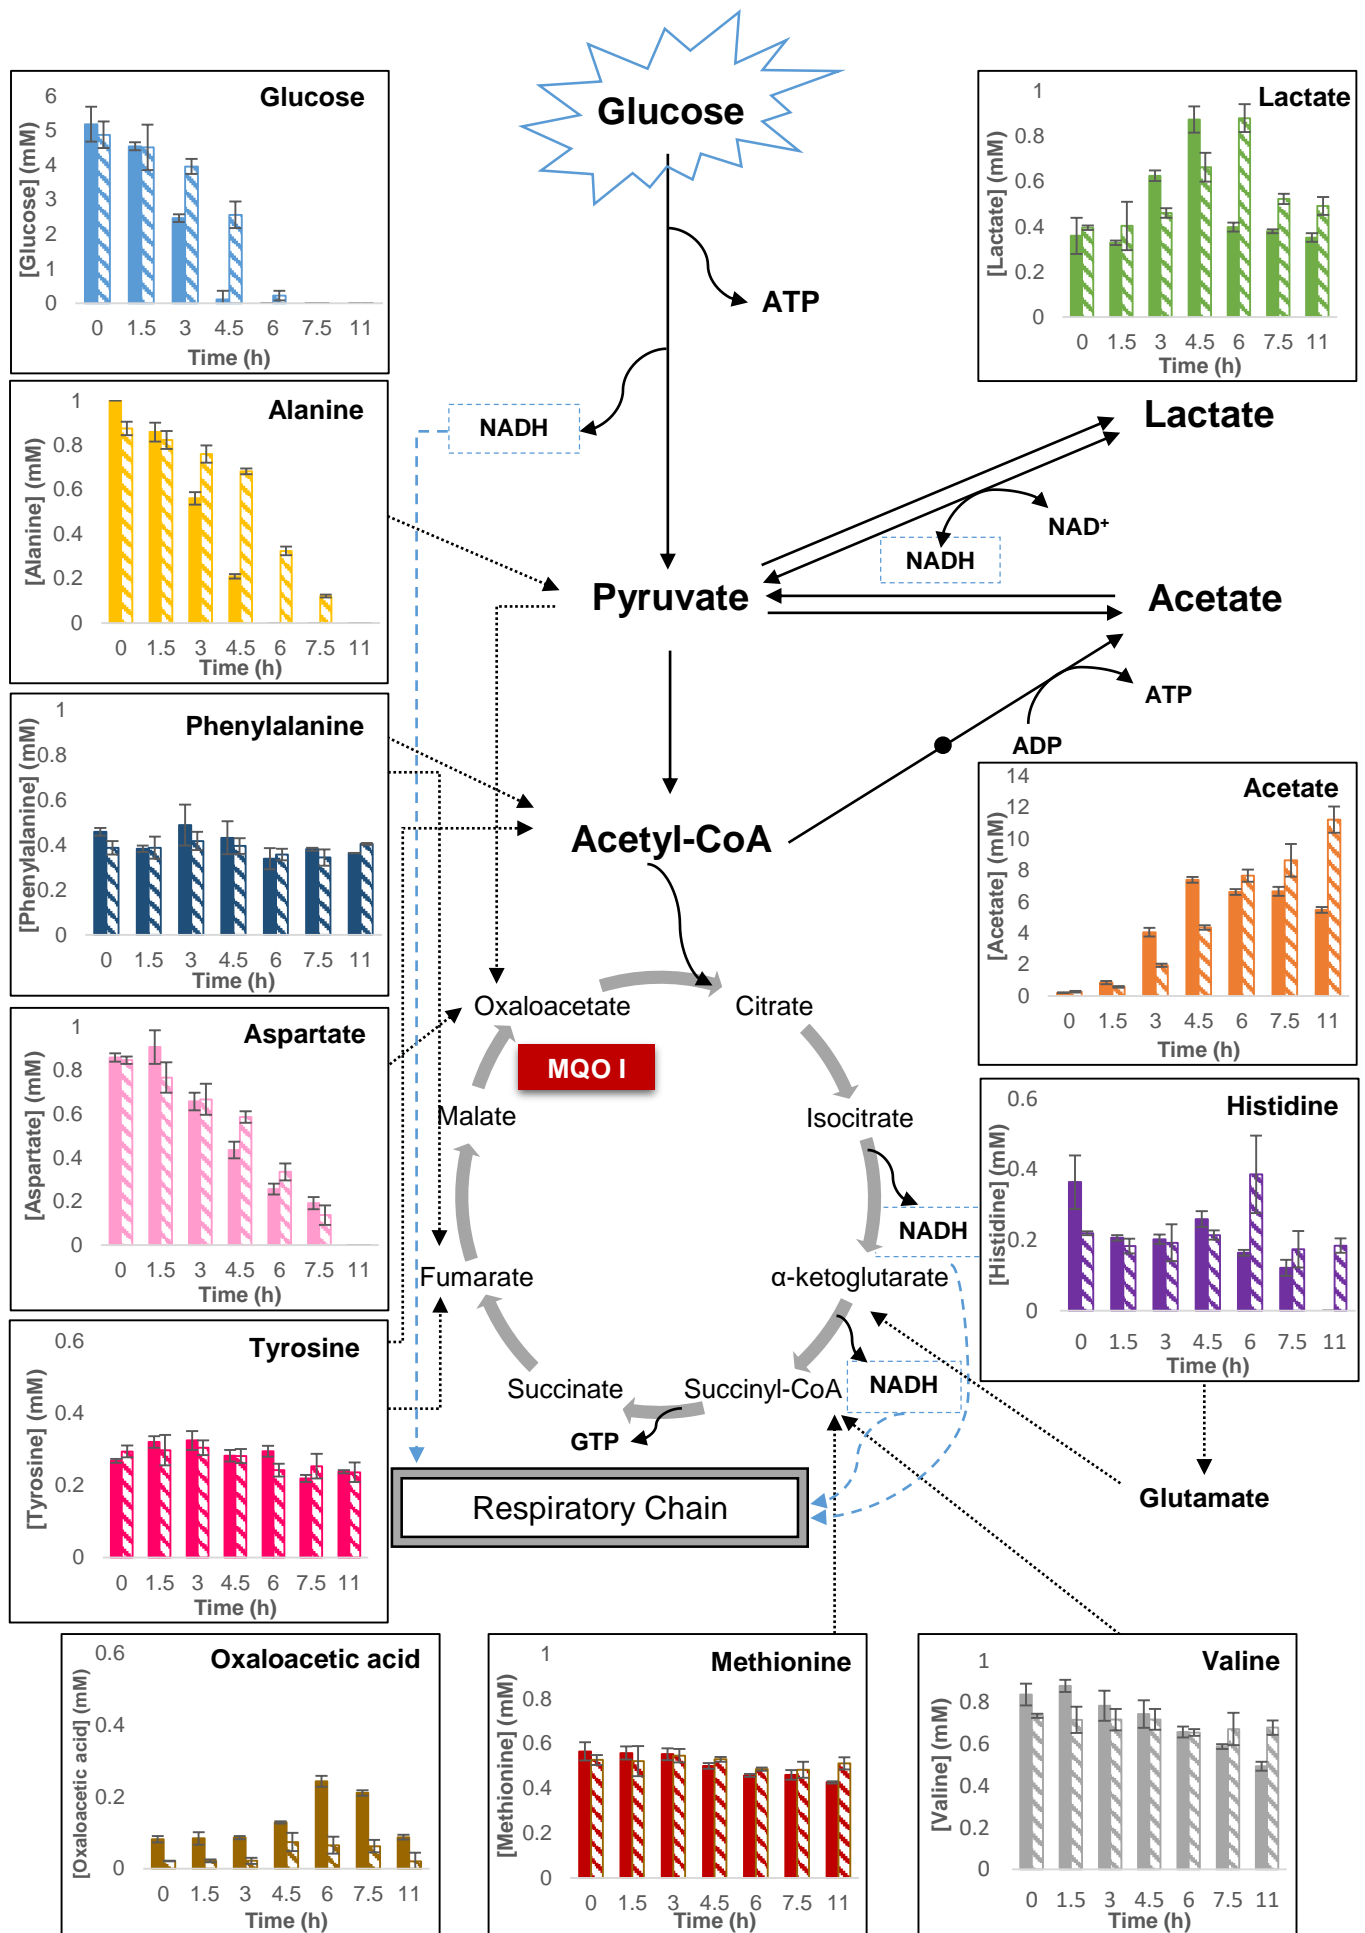 Glucose
6
5
4
3
2
1
0
[Glucose] (mM)
0 1.5 3 4.5 6 7.5 11
Time (h)
Glucose
ATP
NADH
Lactate
1
0.8
0.6
0.4
0.2
0
[Lactate] (mM)
0 1.5 3 4.5 6 7.5 11
Time (h)
Alanine
1
0.8
0.6
0.4
0.2
0
[Alanine] (mM)
0 1.5 3 4.5 6 7.5 11
Time (h)
Lactate
NAD+
NADH
Pyruvate
Acetate
ATP
ADP
Phenylalanine
1
0.8
0.6
0.4
0.2
0
[Phenylalanine] (mM)
0 1.5 3 4.5 6 7.5 11
Time (h)
Acetyl-CoA
Acetate
14
12
10
8
6
4
2
0
[Acetate] (mM)
0 1.5 3 4.5 6 7.5 11
Time (h)
Oxaloacetate
Citrate
MQO I
Malate
Isocitrate
NADH
Fumarate
α-ketoglutarate
Succinate
Succinyl-CoA
NADH
GTP
Respiratory Chain
Aspartate
1
0.8
0.6
0.4
0.2
0
[Aspartate] (mM)
0 1.5 3 4.5 6 7.5 11
Time (h)
Histidine
0.6
0.4
0.2
0
[Histidine] (mM)
0 1.5 3 4.5 6 7.5 11
Time (h)
Glutamate
Tyrosine
0.6
0.4
0.2
0
[Tyrosine] (mM)
0 1.5 3 4.5 6 7.5 11
Time (h)
Oxaloacetic acid
0.6
0.4
0.2
0
[Oxaloacetic acid] (mM)
0 1.5 3 4.5 6 7.5 11
Time (h)
Methionine
1
0.8
0.6
0.4
0.2
0
[Methionine] (mM)
0 1.5 3 4.5 6 7.5 11
Time (h)
Valine
1
0.8
0.6
0.4
0.2
0
[Valine] (mM)
0 1.5 3 4.5 6 7.5 11
Time (h)